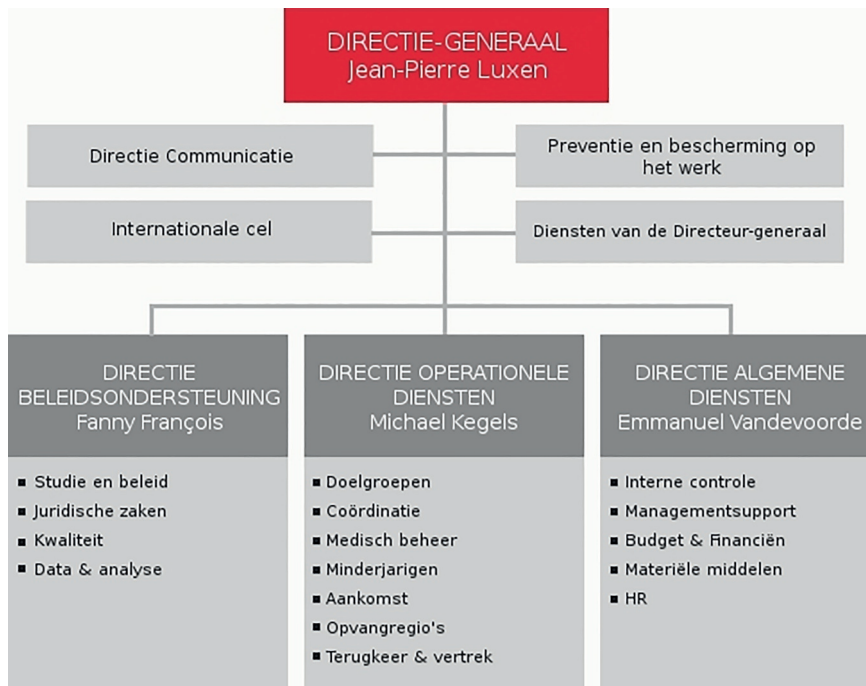 DIRECTIE-GENERAAL
Jean-Pierre Luxen
Directie Communicatie
Preventie en bescherming op
het werk
Internationale cel
Diensten van de Directeur-generaal
DIRECTIE
BELEIDSONDERSTEUNING
Fanny François
▪ Studie en beleid
▪ Juridische zaken
▪ Kwaliteit
▪ Data & analyse
DIRECTIE OPERATIONELE
DIENSTEN
Michael Kegels
▪ Doelgroepen
▪ Coördinatie
▪ Medisch beheer
▪ Minderjarigen
▪ Aankomst
▪ Opvangregio's
▪ Terugkeer & vertrek
DIRECTIE ALGEMENE
DIENSTEN
Emmanuel Vandevoorde
▪ Interne controle
▪ Managementsupport
▪ Budget & Financiën
▪ Materiële middelen
▪ HR